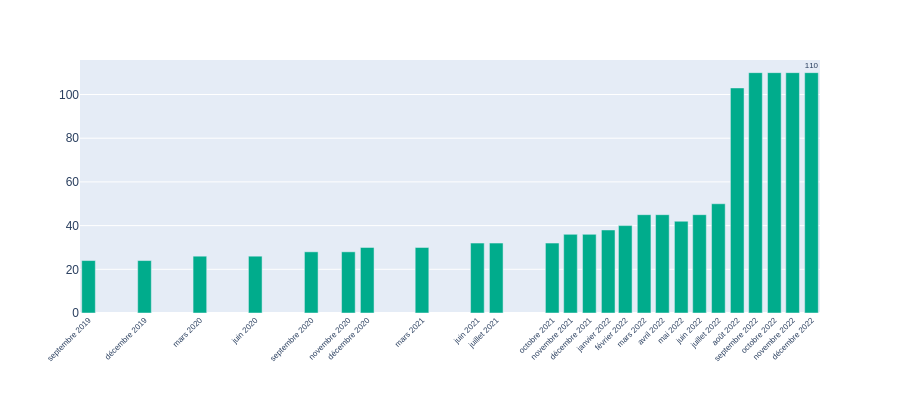 110
100
80
60
40
20
0
septembre 2019
décembre 2019
mars 2020
juin 2020
septembre 2020
novembre 2020
décembre 2020
mars 2021
juin 2021
juillet 2021
octobre 2021
novembre 2021
décembre 2021
janvier 2022
février 2022
mars 2022
avril 2022
mai 2022
juin 2022
juillet 2022
août 2022
septembre 2022
octobre 2022
novembre 2022
décembre 2022